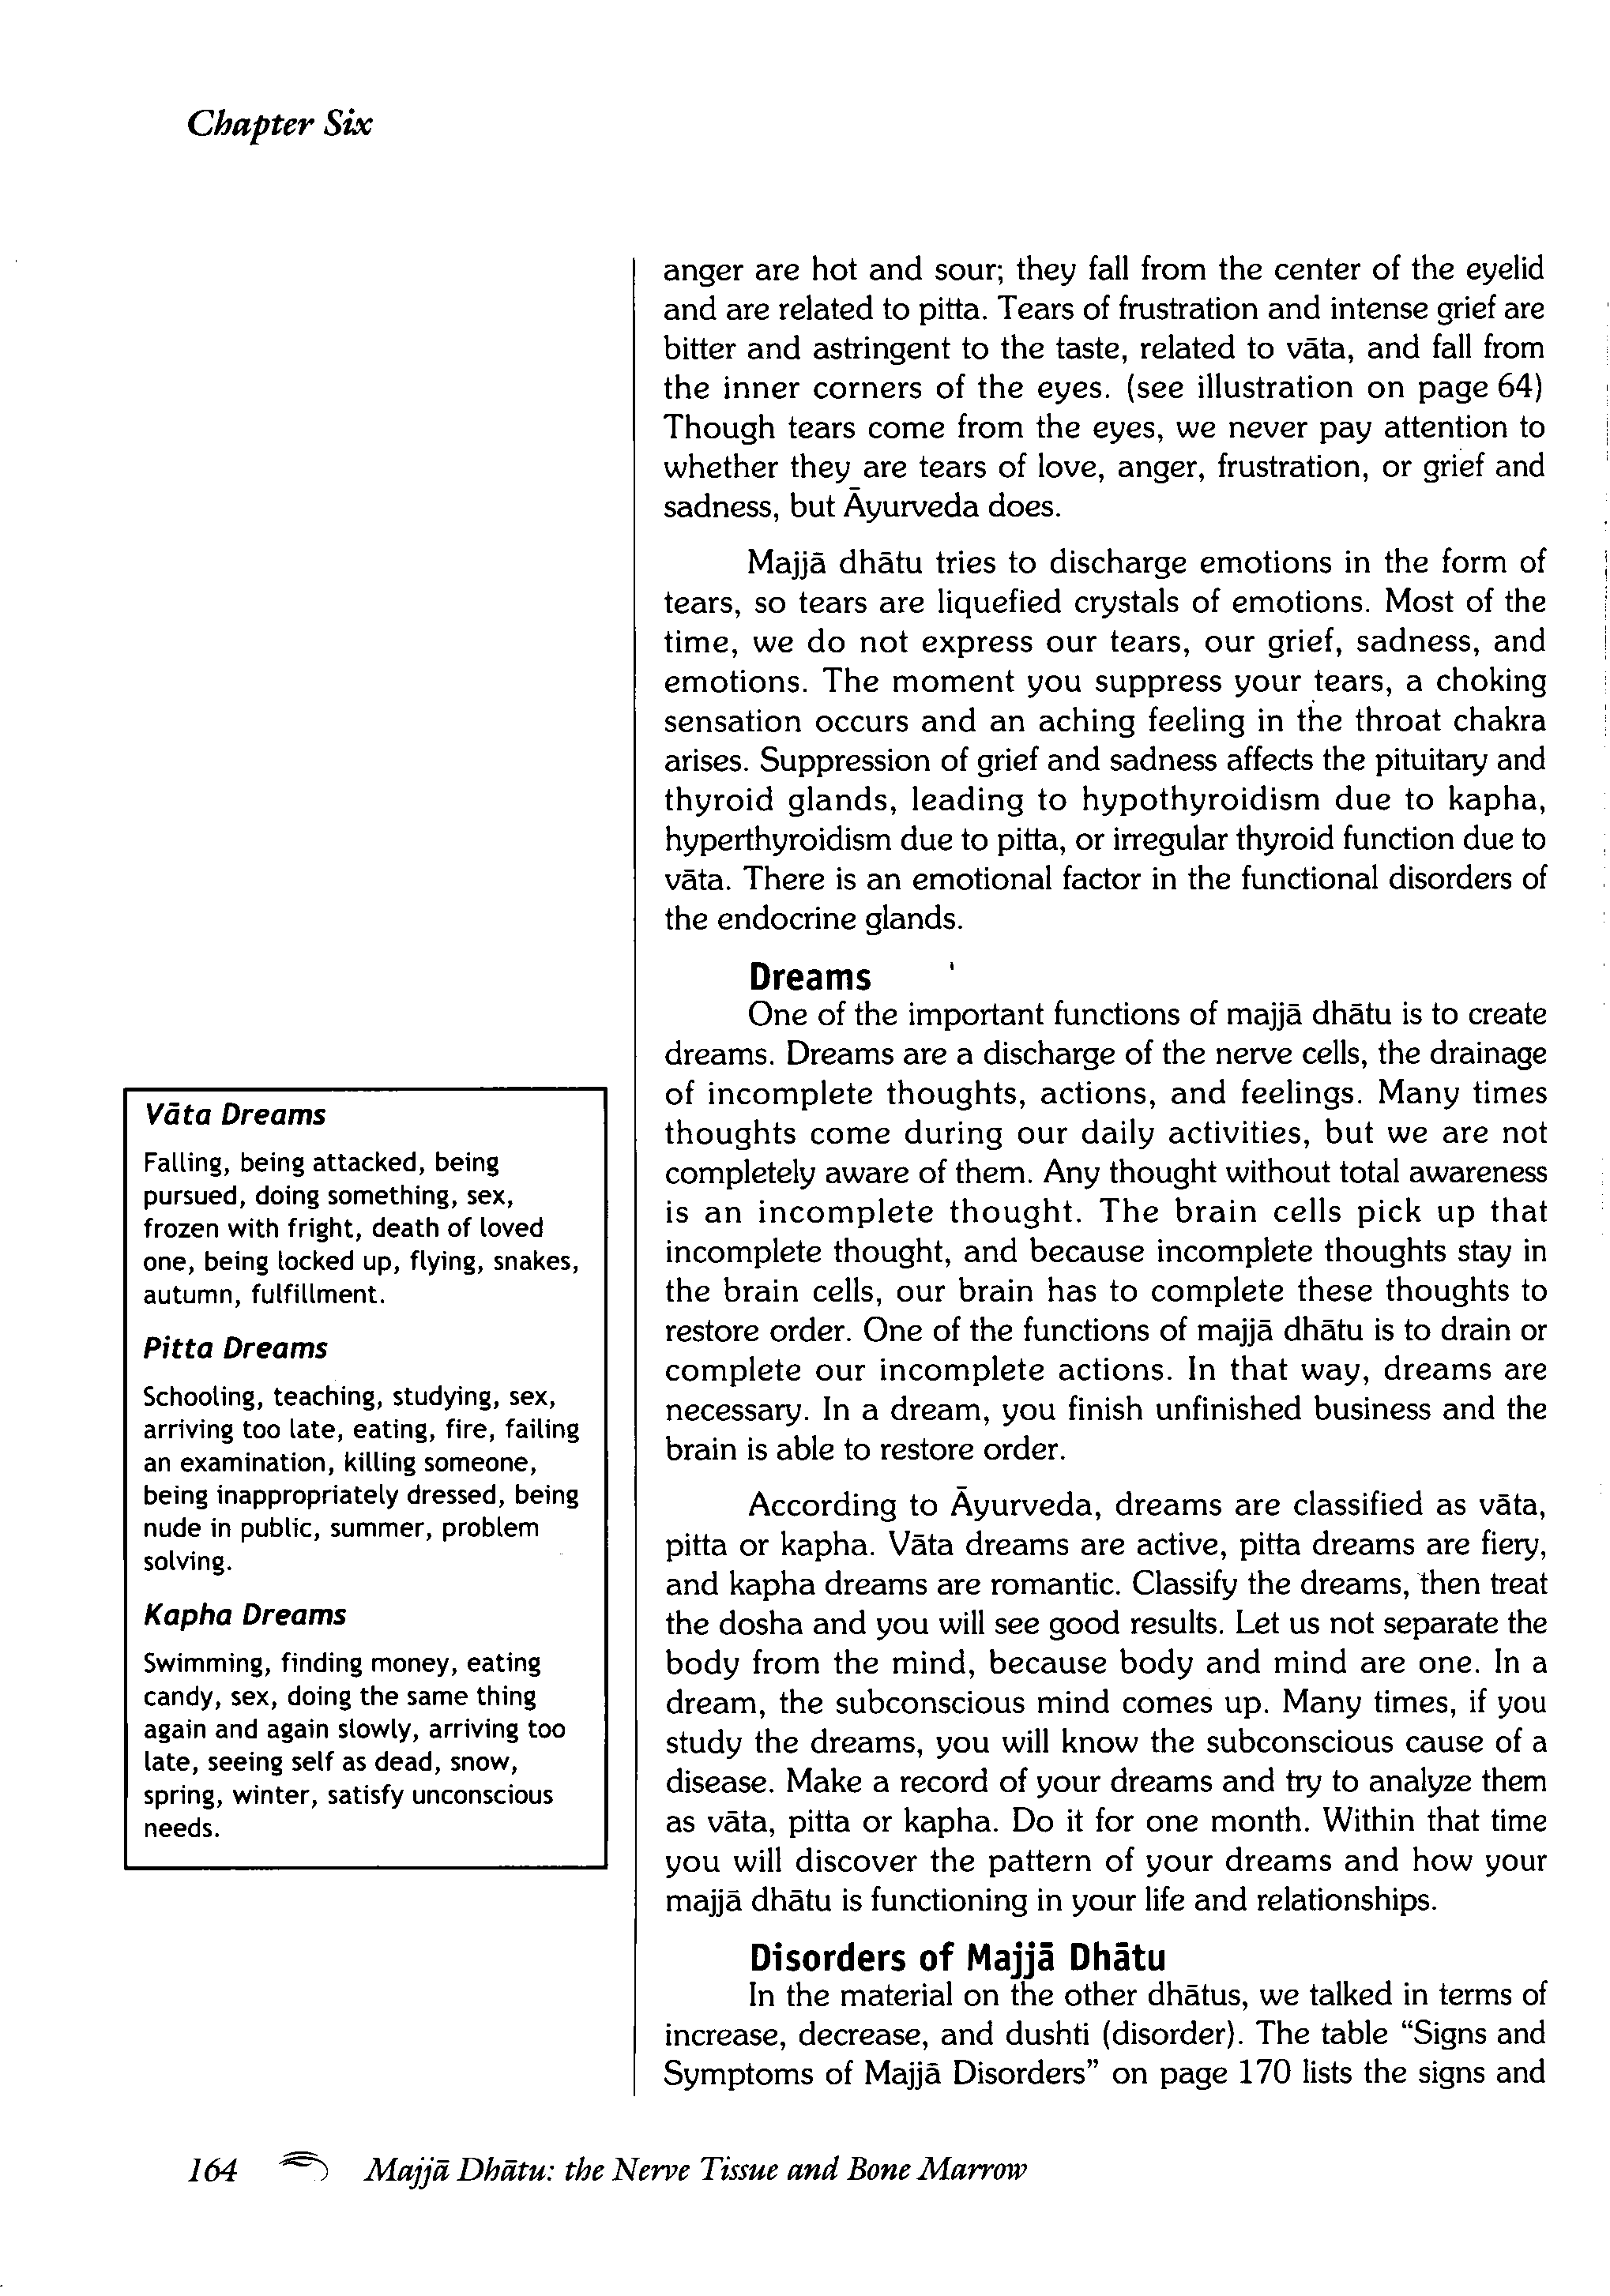 Chapter Six
anger are hot and sour; they fall from the center of the eyelid
and are related to pitta. Tears of frustration and intense grief are
bitter and astringent to the taste, related to vāta, and fall from
the inner corners of the eyes. (see illustration on page 64)
Though tears come from the eyes, we never pay attention to
whether they are tears of love, anger, frustration, or grief and
sadness, but Āyurveda does.
Majjā dhātu tries to discharge emotions in the form of
tears, so tears are liquefied crystals of emotions. Most of the
time, we do not express our tears, our grief, sadness, and
emotions. The moment you suppress your tears, a choking
sensation occurs and an aching feeling in the throat chakra
arises. Suppression of grief and sadness affects the pituitary and
thyroid glands, leading to hypothyroidism due to kapha,
hyperthyroidism due to pitta, or irregular thyroid function due to
vāta. There is an emotional factor in the functional disorders of
the endocrine glands.
Dreams
One of the important functions of majjā dhātu is to create
dreams. Dreams are a discharge of the nerve cells, the drainage
of incomplete thoughts, actions, and feelings. Many times
thoughts come during our daily activities, but we are not
completely aware of them. Any thought without total awareness
is an incomplete thought. The brain cells pick up that
incomplete thought, and because incomplete thoughts stay in
the brain cells, our brain has to complete these thoughts to
restore order. One of the functions of majjā dhātu is to drain or
complete our incomplete actions. In that way, dreams are
necessary. In a dream, you finish unfinished business and the
brain is able to restore order.
According to Āyurveda, dreams are classified as vāta,
pitta or kapha. Vāta dreams are active, pitta dreams are fiery,
and kapha dreams are romantic. Classify the dreams, then treat
the dosha and you will see good results. Let us not separate the
body from the mind, because body and mind are one. In a
dream, the subconscious mind comes up. Many times, if you
study the dreams, you will know the subconscious cause of a
disease. Make a record of your dreams and try to analyze them
as vāta, pitta or kapha. Do it for one month. Within that time
you will discover the pattern of your dreams and how your
majjā dhātu is functioning in your life and relationships.
Disorders of Majjā Dhātu
In the material on the other dhātus, we talked in terms of
increase, decrease, and dushti (disorder). The table “Signs and
Symptoms of Majjā Disorders” on page 170 lists the signs and
Vāta Dreams
Falling, being attacked, being
pursued, doing something, sex,
frozen with fright, death of loved
one, being locked up, flying, snakes,
autumn, fulfillment.
Pitta Dreams
Schooling, teaching, studying, sex,
arriving too late, eating, fire, failing
an examination, killing someone,
being inappropriately dressed, being
nude in public, summer, problem
solving.
Kapha Dreams
Swimming, finding money, eating
candy, sex, doing the same thing
again and again slowly, arriving too
late, seeing self as dead, snow,
spring, winter, satisfy unconscious
needs.
164 Majjā Dhātu: the Nerve Tissue and Bone Marrow